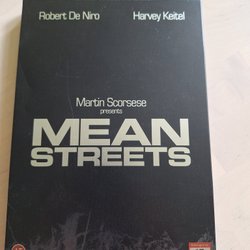 Robert De Niro Harvey Keitel
Martin Scorsese
presents
MEAN
STREETS